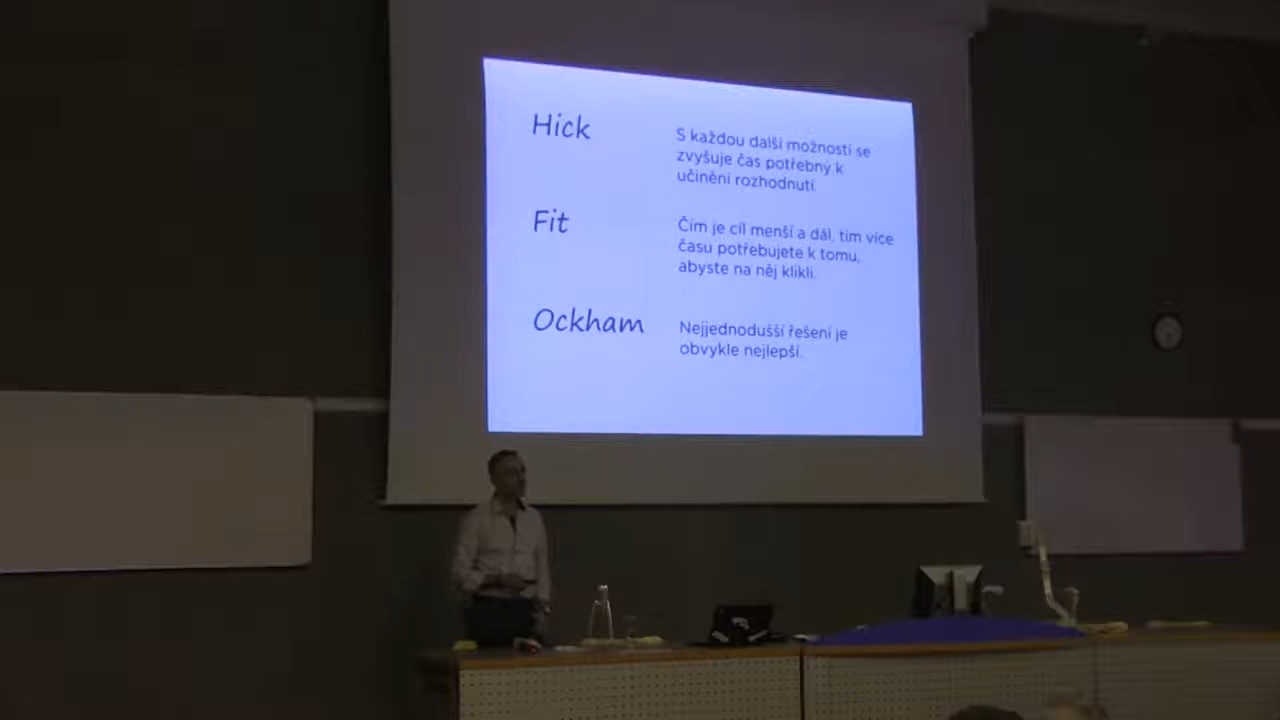 Hick
S každou další možností se
zvyšuje čas potřebný k
učinění rozhodnutí.
Fit
Čím je cíl menší a dál, tím více
času potřebujete k tomu,
abyste na něj klikli.
Ockham
Nejjednodušší řešení je
obvykle nejlepší.